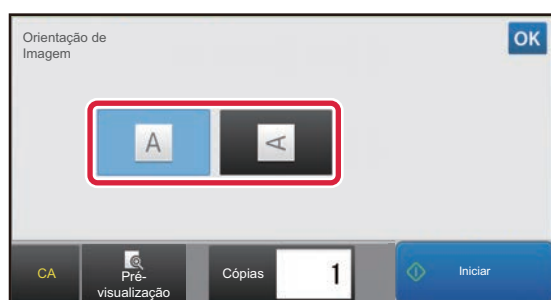 Orientação de
Imagem
OK
A
A
CA
Pré-
visualização
Cópias
1
Iniciar